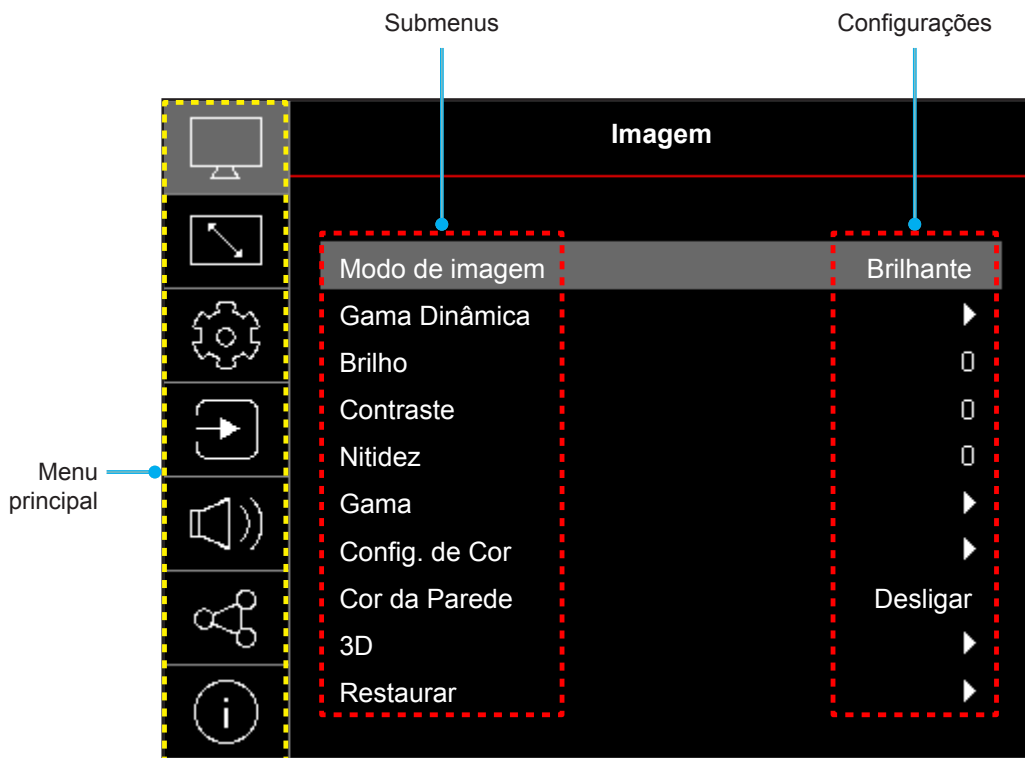 Submenus
Configurações
Imagem
Modo de imagem Brilhante
Gama Dinâmica
Brilho 0
Contraste 0
Nitidez 0
Menu
principal
Gama
Config. de Cor
Cor da Parede Desligar
3D
Restaurar
i